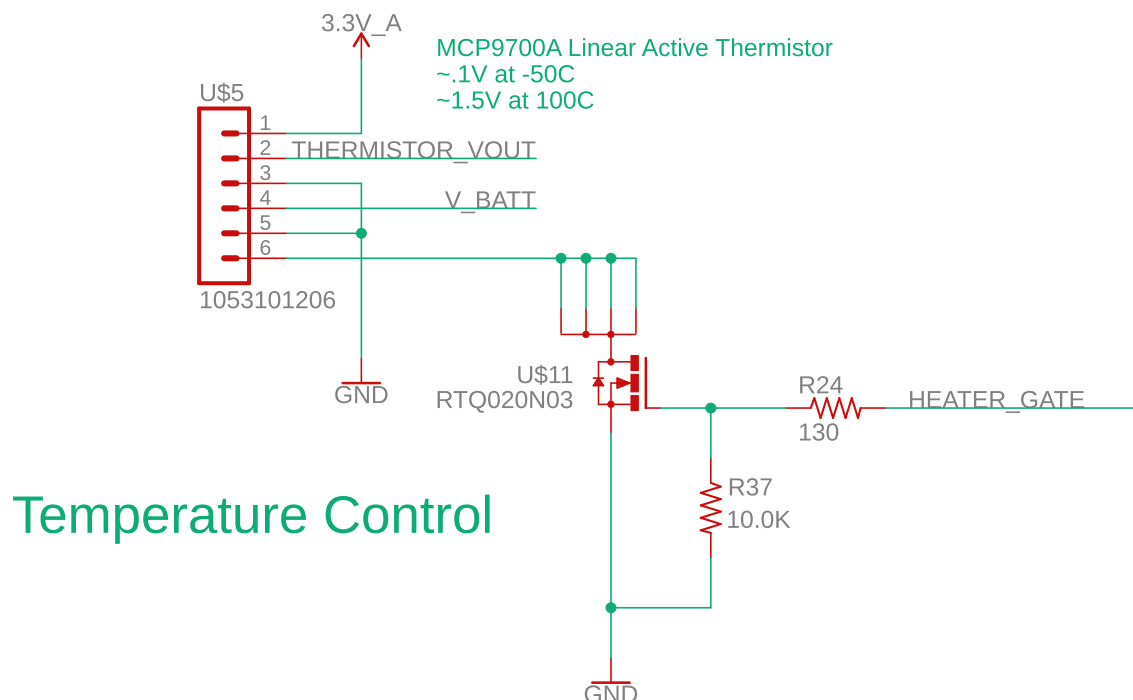 3.3V_A
MCP9700A Linear Active Thermistor
~.1V at -50C
~1.5V at 100C
U$5
1
2
THERMISTOR_VOUT
3
4
V_BATT
5
6
1053101206
GND
U$11
RTQ020N03
R24
130
HEATER_GATE
R37
10.0K
Temperature Control
GND